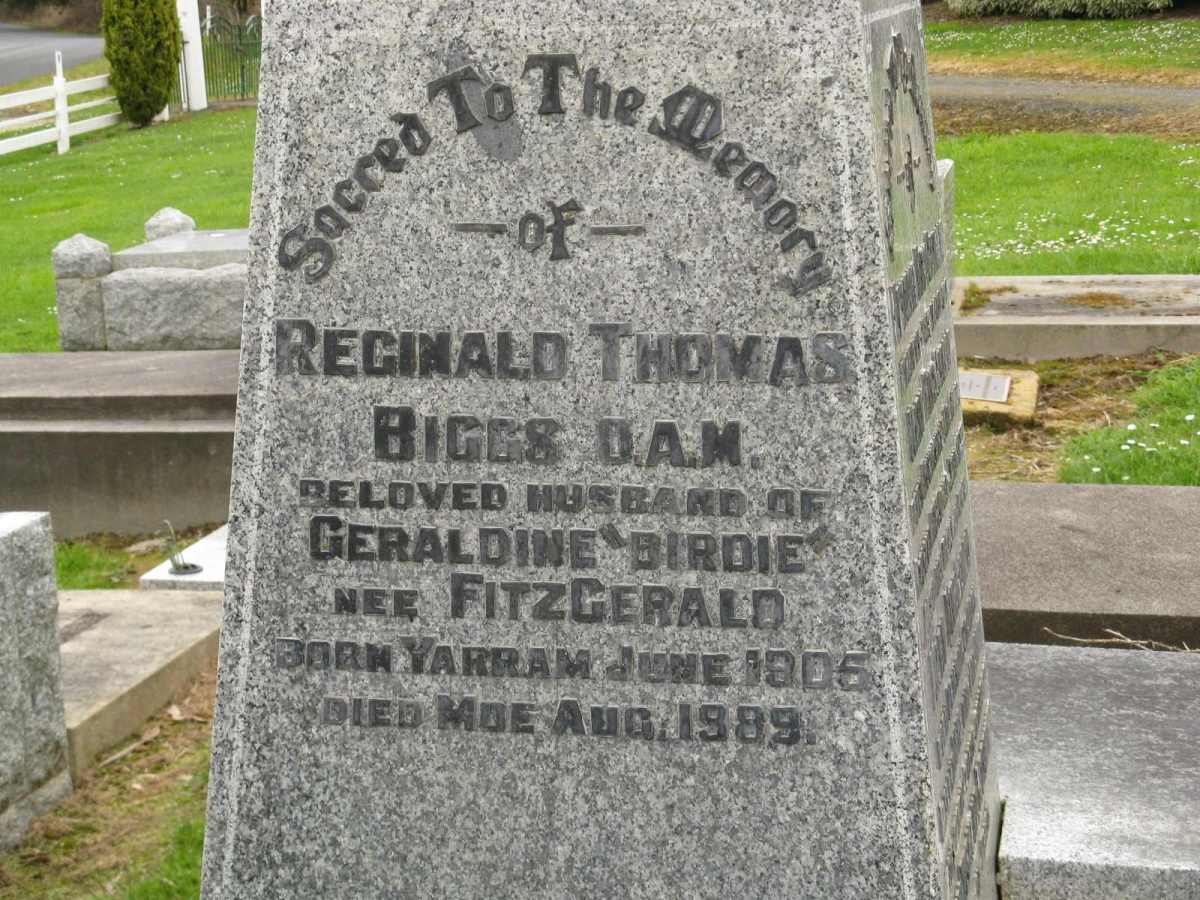 Sacred To The Memory
— of —
REGINALD THOMAS
BIGGS O.A.M.
BELOVED HUSBAND OF
GERALDINE "BIRDIE"
NEE FITZGERALD
BORN YARRAM JUNE 1905
DIED MOE AUG. 1989.